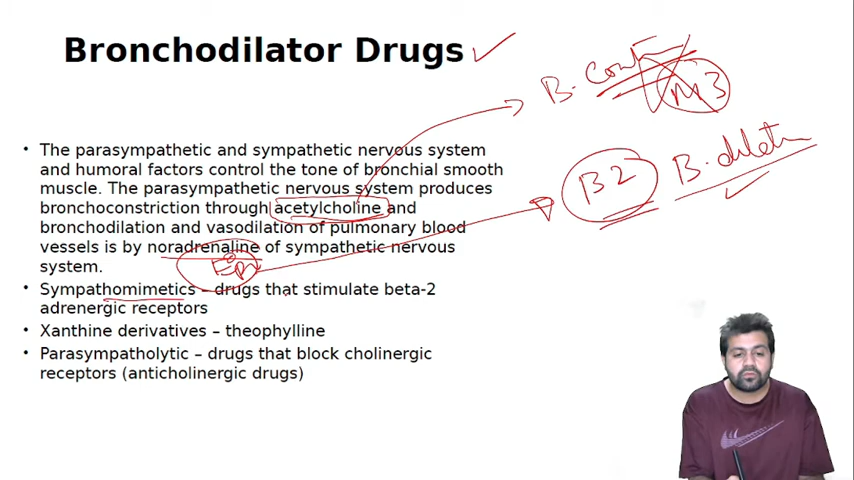 Bronchodilator Drugs
B. Cont
M3
B2
B. dilatn
• The parasympathetic and sympathetic nervous system
and humoral factors control the tone of bronchial smooth
muscle. The parasympathetic nervous system produces
bronchoconstriction through acetylcholine and
bronchodilation and vasodilation of pulmonary blood
vessels is by noradrenaline of sympathetic nervous
system.
• Sympathomimetics – drugs that stimulate beta-2
adrenergic receptors
• Xanthine derivatives – theophylline
• Parasympatholytic – drugs that block cholinergic
receptors (anticholinergic drugs)